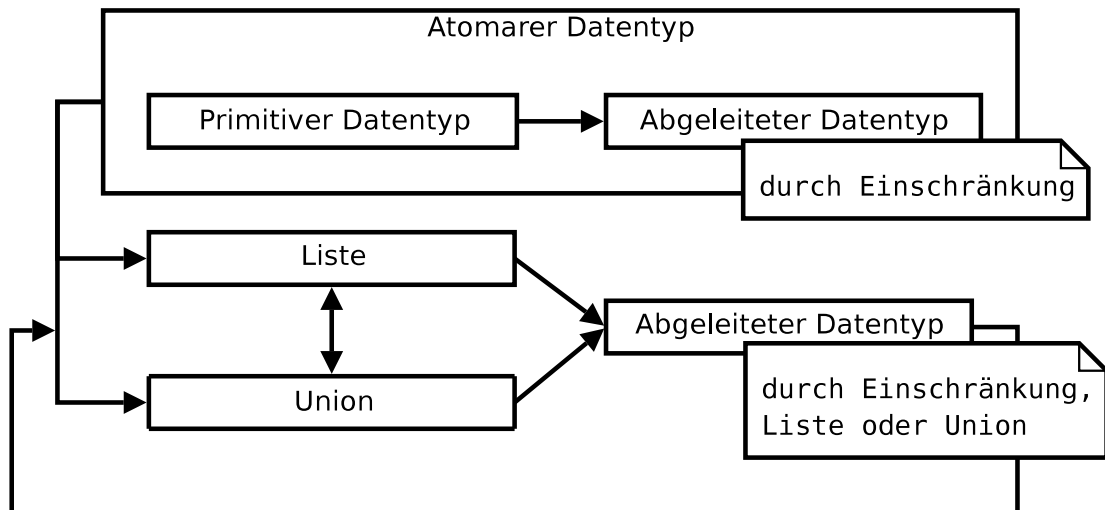 Atomarer Datentyp
Primitiver Datentyp
Abgeleiteter Datentyp
durch Einschränkung
Liste
Abgeleiteter Datentyp
durch Einschränkung,
Liste oder Union
Union